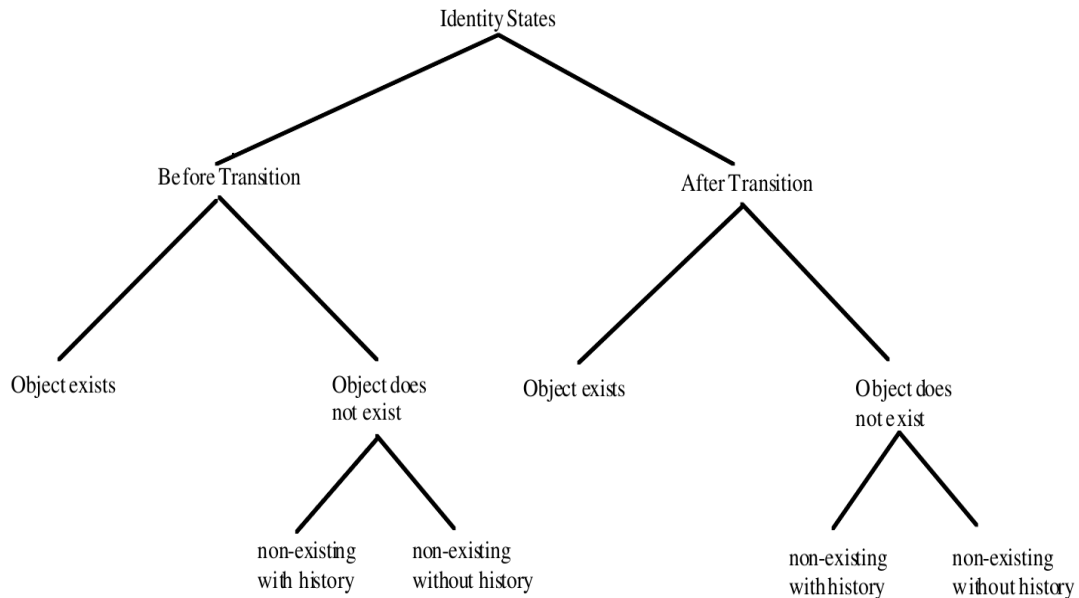 Identity States
Before Transition
After Transition
Object exists
Object does
not exist
Object exists
Object does
not exist
non-existing
with history
non-existing
without history
non-existing
with history
non-existing
without history